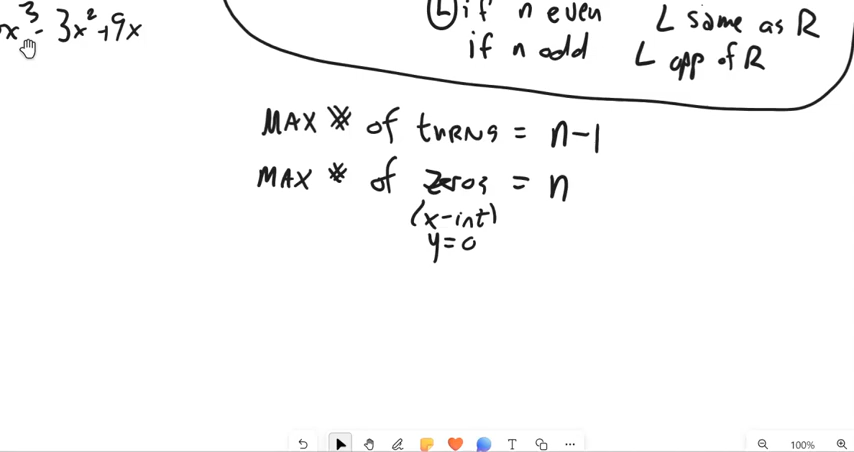 x³ - 3x² + 9x
Ⓛ if n even L same as R
if n odd L opp of R
MAX # of turns = n-1
MAX # of zeros = n
(x-int)
y=0
100%